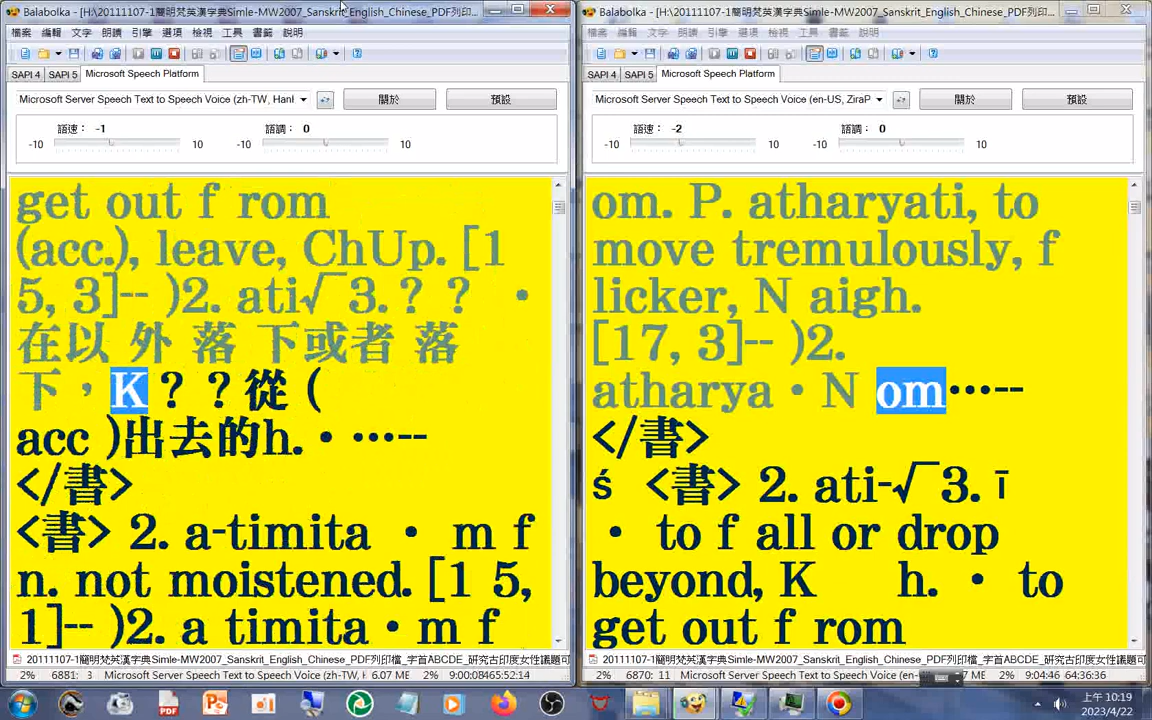 Balabolka - [H:\20111107-1簡明梵英漢字典Simle-MW2007_Sanskrit_English_Chinese_PDF列印...
檔案 編輯 文字 朗讀 引擎 選項 檢視 工具 書籤 說明
SAPI 4 SAPI 5 Microsoft Speech Platform
Microsoft Server Speech Text to Speech Voice (zh-TW, Hanl
關於 預設
語速: -1 語調: 0
-10 10 -10 10
get out f rom
(acc.), leave, ChUp. [1
5, 3]-- )2. ati√ 3.？？ •
在以 外 落 下或者 落
下，K？？從 (
acc )出去的h.•…--
</書>
<書> 2. a-timita • m f
n. not moistened. [1 5,
1]-- )2. a timita•m f
20111107-1簡明梵英漢字典Simle-MW2007_Sanskrit_English_Chinese_PDF列印檔_字首ABCDE_研究古印度女性議題可
2% 6881: 3 Microsoft Server Speech Text to Speech Voice (zh-TW, H 6.07 MB 2% 9:00:08 465:52:14
Balabolka - [H:\20111107-1簡明梵英漢字典Simle-MW2007_Sanskrit_English_Chinese_PDF列印...
檔案 編輯 文字 朗讀 引擎 選項 檢視 工具 書籤 說明
SAPI 4 SAPI 5 Microsoft Speech Platform
Microsoft Server Speech Text to Speech Voice (en-US, ZiraP
關於 預設
語速: -2 語調: 0
-10 10 -10 10
om. P. atharyati, to
move tremulously, f
licker, N aigh.
[17, 3]-- )2.
atharya•N om…--
</書>
ś <書> 2. ati-√ 3. ī
• to f all or drop
beyond, K h. • to
get out f rom
20111107-1簡明梵英漢字典Simle-MW2007_Sanskrit_English_Chinese_PDF列印檔_字首ABCDE_研究古印度女性議題可
2% 6870: 11 Microsoft Server Speech Text to Speech Voice (en-US, 2% 9:04:46 64:36:36
PDF
上午 10:19
2023/4/22